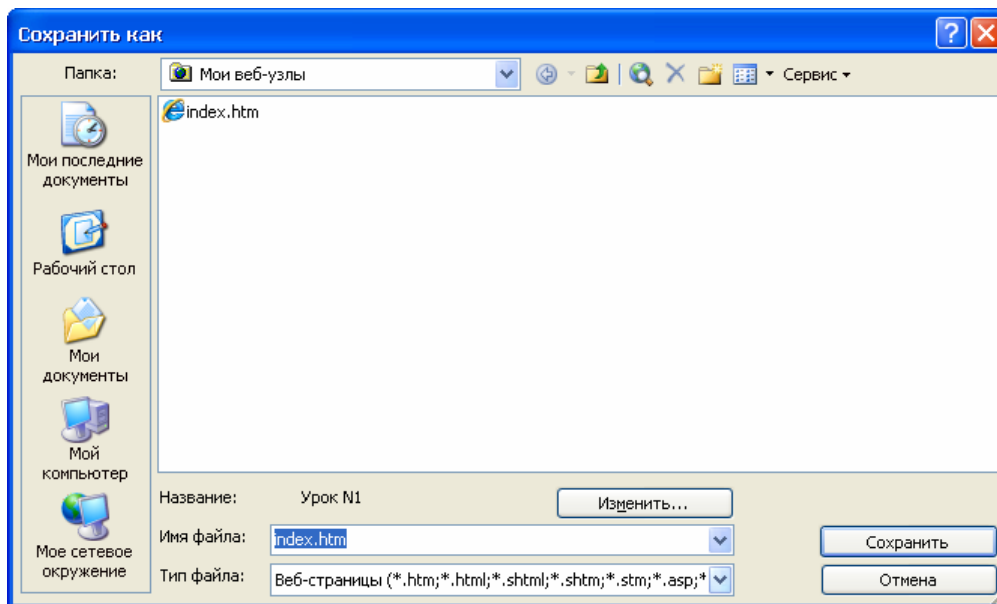 Сохранить как
Папка:
Мои веб-узлы
Сервис
index.htm
Мои последние
документы
Рабочий стол
Мои
документы
Мой
компьютер
Мое сетевое
окружение
Название:
Урок N1
Изменить...
Имя файла:
index.htm
Сохранить
Тип файла:
Веб-страницы (*.htm;*.html;*.shtml;*.shtm;*.stm;*.asp;*
Отмена